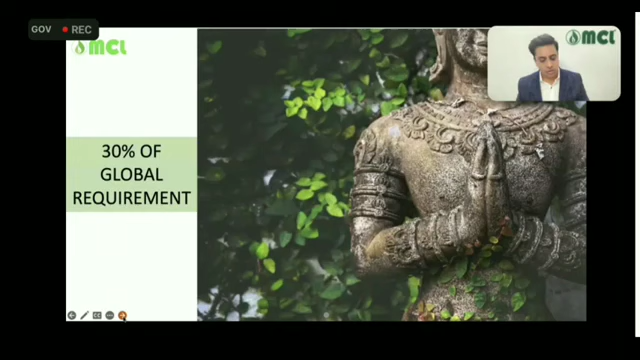 GOV
REC
MCL
MCL
30% OF
GLOBAL
REQUIREMENT